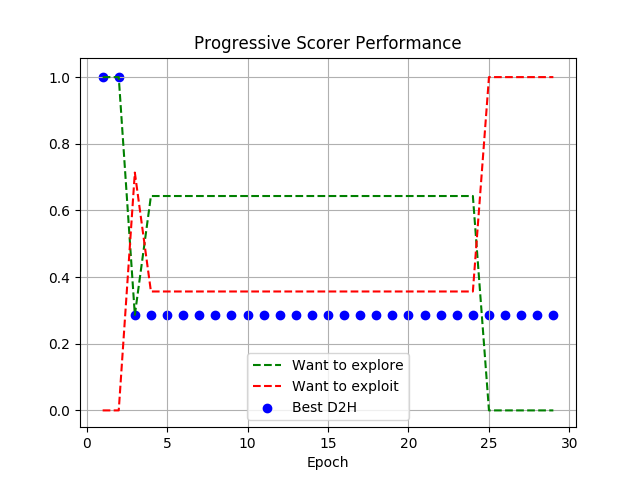 Progressive Scorer Performance
1.0
0.8
0.6
0.4
0.2
0.0
Want to explore
Want to exploit
Best D2H
0 5 10 15 20 25 30
Epoch